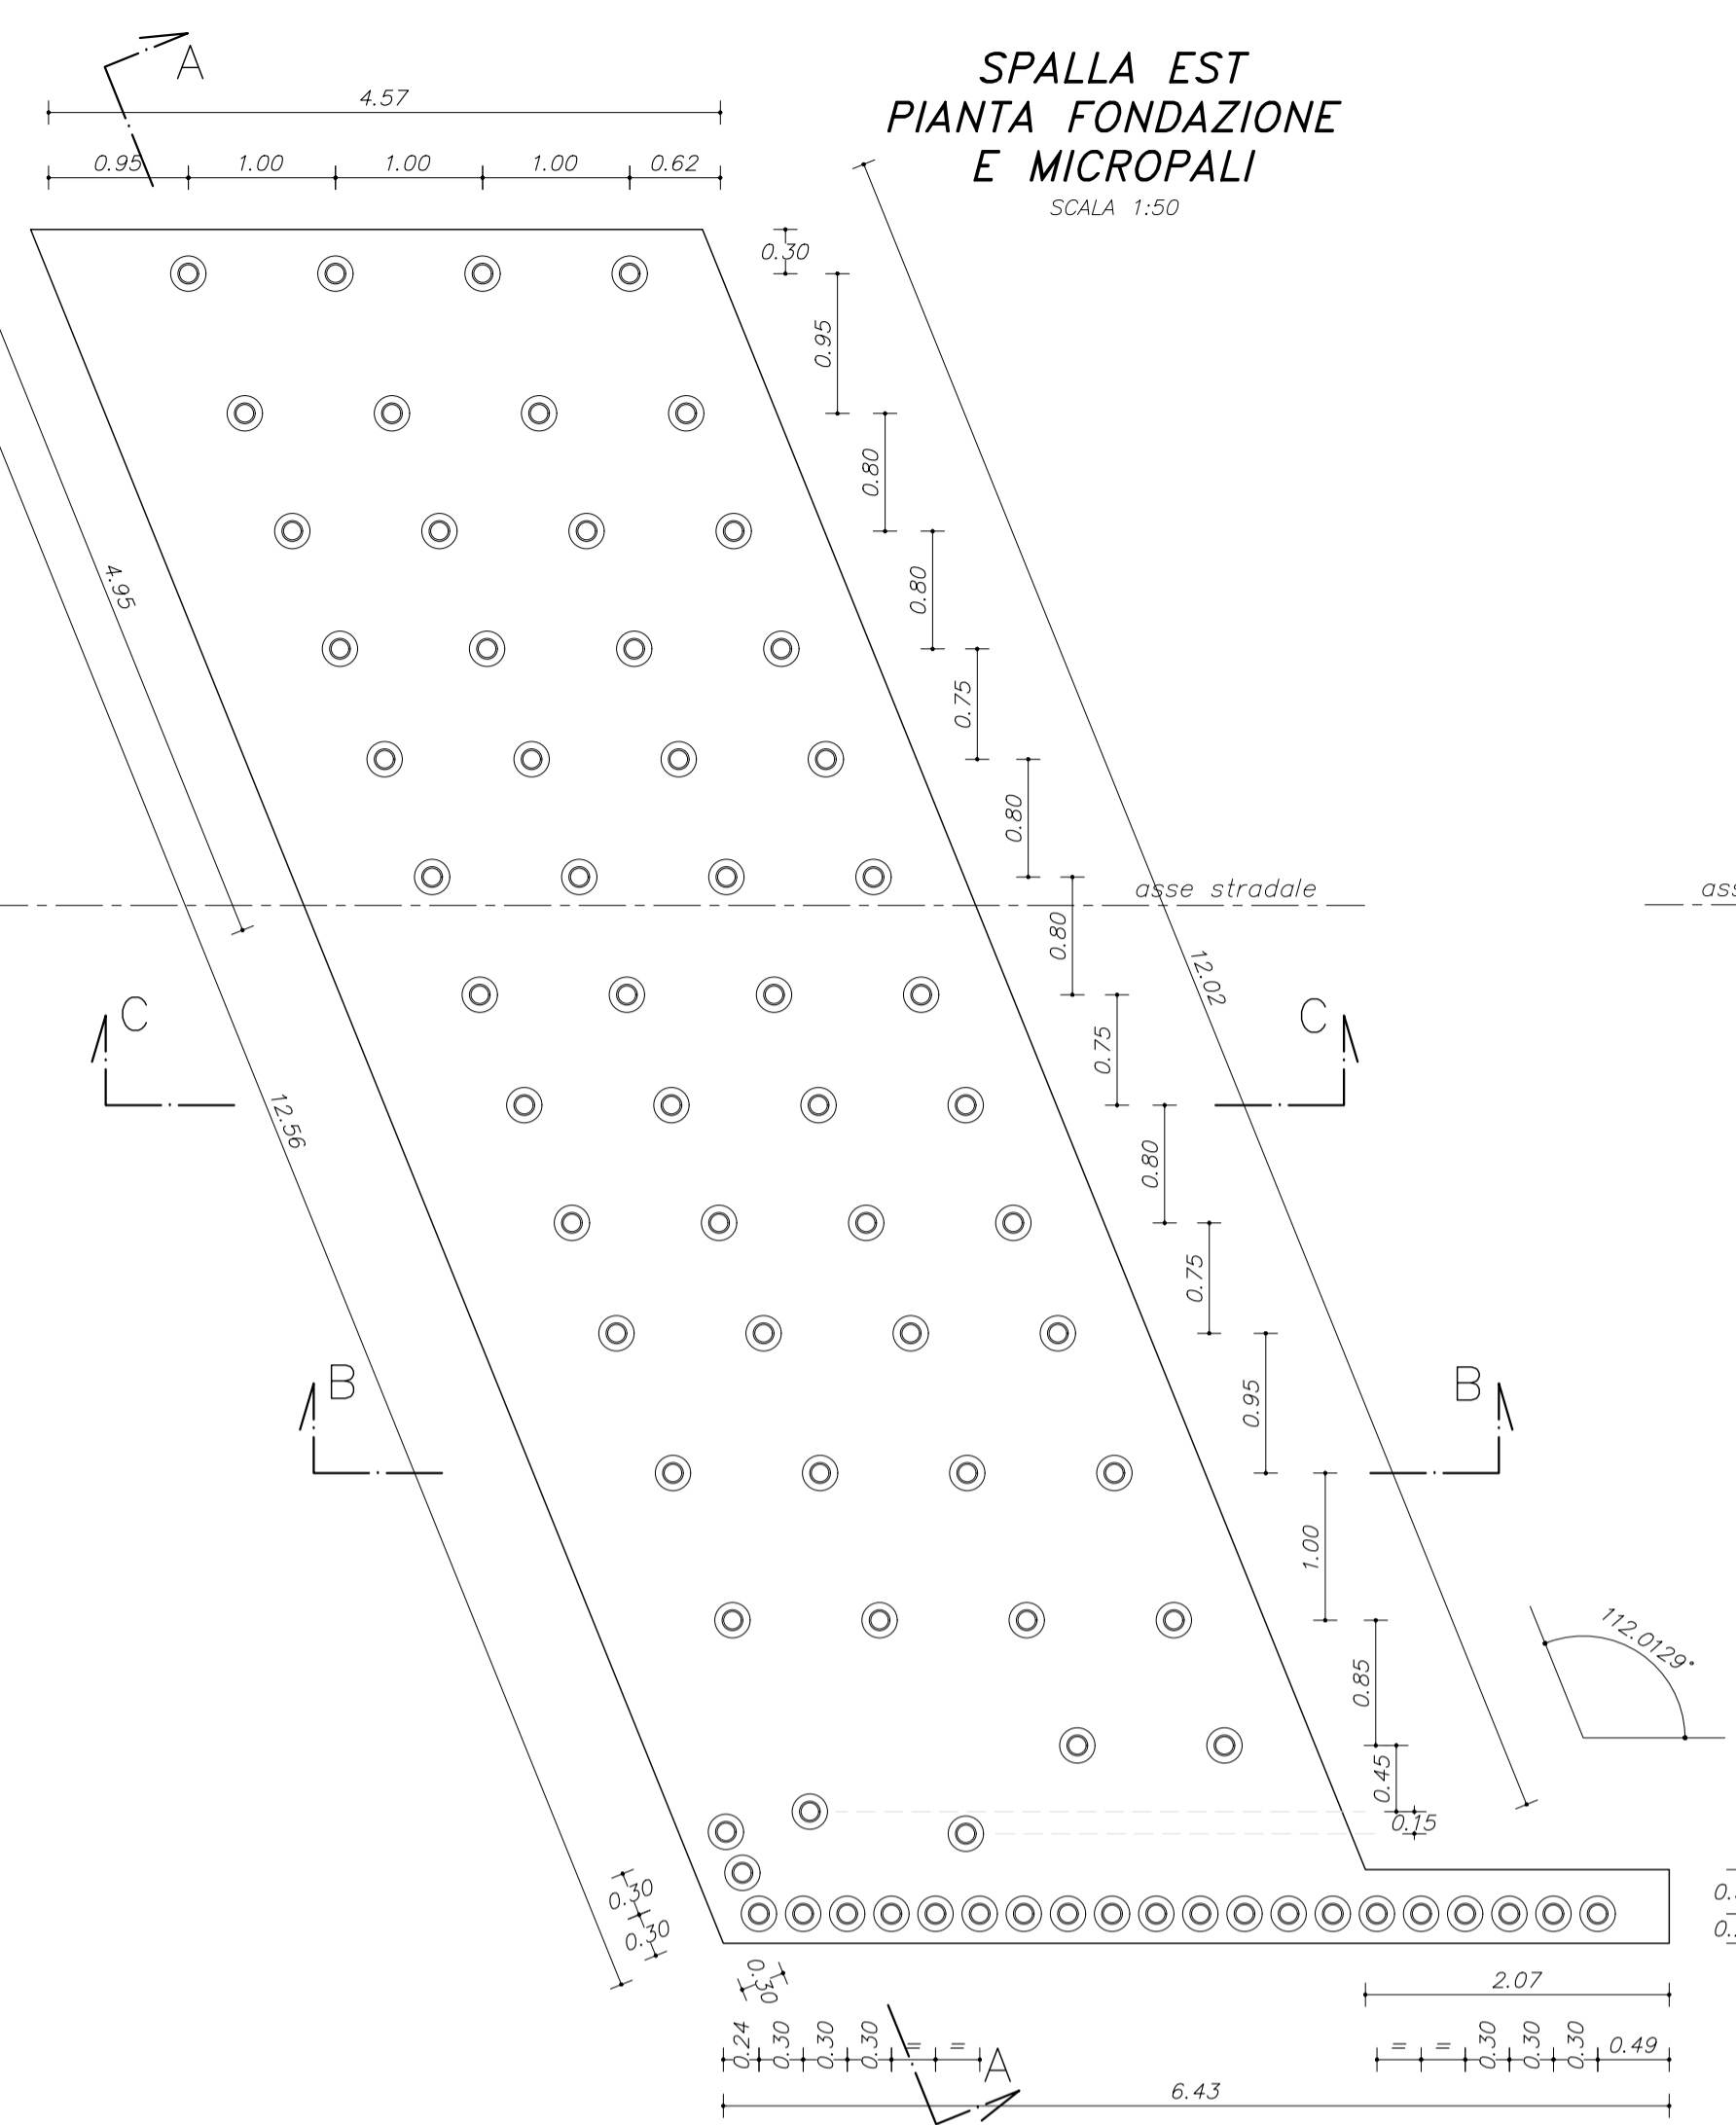 A
SPALLA EST
PIANTA FONDAZIONE
E MICROPALI
SCALA 1:50
4.57
0.95 1.00 1.00 1.00 0.62
0.30
0.95
0.80
0.80
0.75
0.80
4.95
asse stradale
0.80
12.02
C C
0.75
12.56
0.80
0.75
B B
0.95
1.00
112.0129°
0.85
0.45
0.15
0.30
0.30
0.30
2.07
0.24 0.30 0.30 0.30 = = = = 0.30 0.30 0.30 0.49
A
6.43